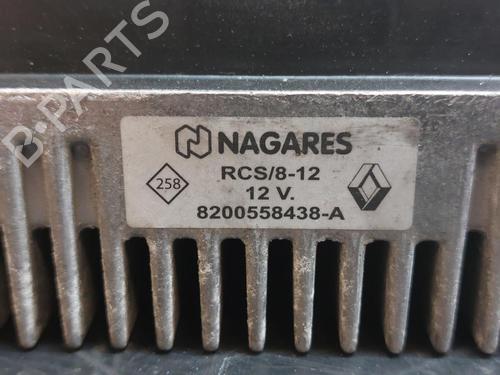 NAGARES
RCS/8-12
258
12 V.
8200558438-A
B-PARTS